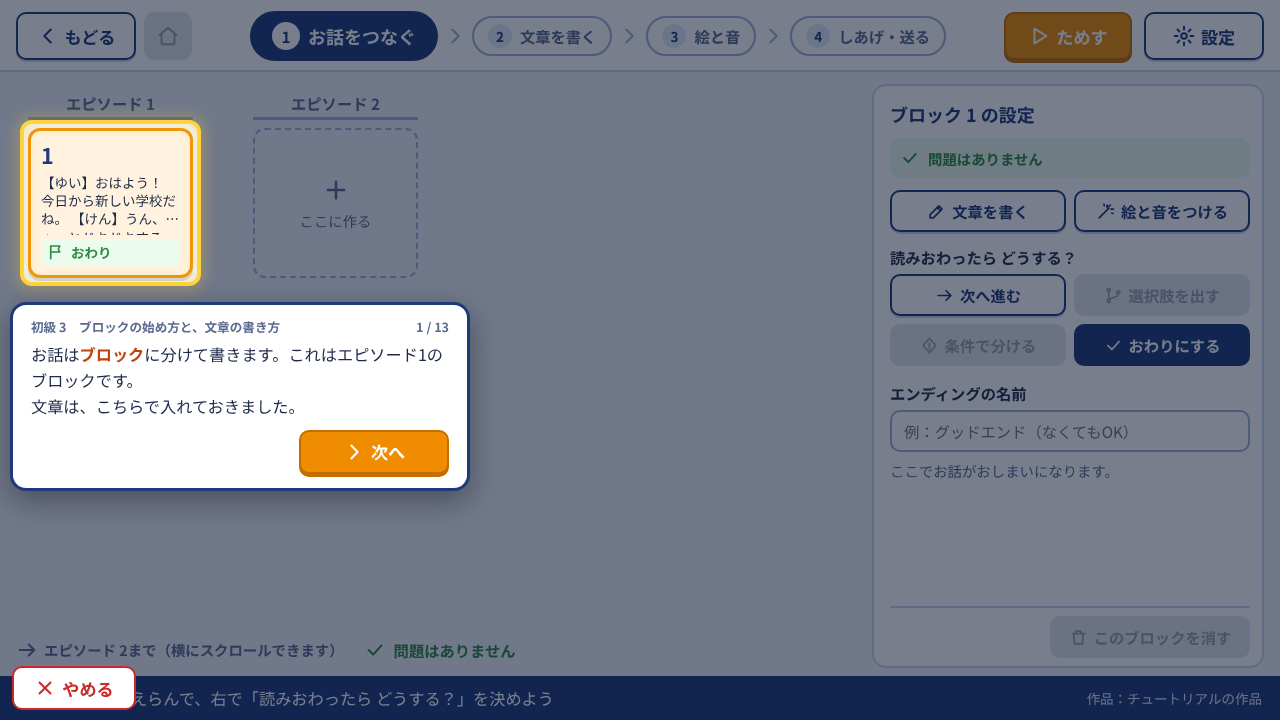 もどる
1 お話をつなぐ
2 文章を書く
3 絵と音
4 しあげ・送る
ためす
設定
エピソード 1
エピソード 2
1
【ゆい】おはよう！
今日から新しい学校だ
ね。 【けん】うん、…
おわり
ここに作る
初級 3 ブロックの始め方と、文章の書き方
1 / 13
お話はブロックに分けて書きます。これはエピソード1の
ブロックです。
文章は、こちらで入れておきました。
次へ
ブロック 1 の設定
問題はありません
文章を書く
絵と音をつける
読みおわったら どうする？
次へ進む
選択肢を出す
条件で分ける
おわりにする
エンディングの名前
例：グッドエンド（なくてもOK）
ここでお話がおしまいになります。
このブロックを消す
エピソード 2まで（横にスクロールできます）
問題はありません
やめる
えらんで、右で「読みおわったら どうする？」を決めよう
作品：チュートリアルの作品